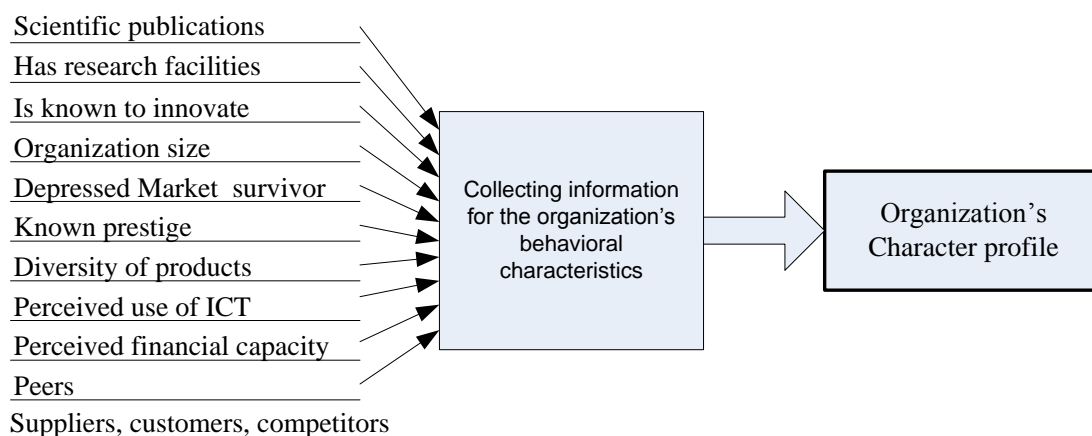 Scientific publications
Has research facilities
Is known to innovate
Organization size
Depressed Market survivor
Known prestige
Diversity of products
Perceived use of ICT
Perceived financial capacity
Peers
Suppliers, customers, competitors
Collecting information
for the organization’s
behavioral
characteristics
Organization’s
Character profile